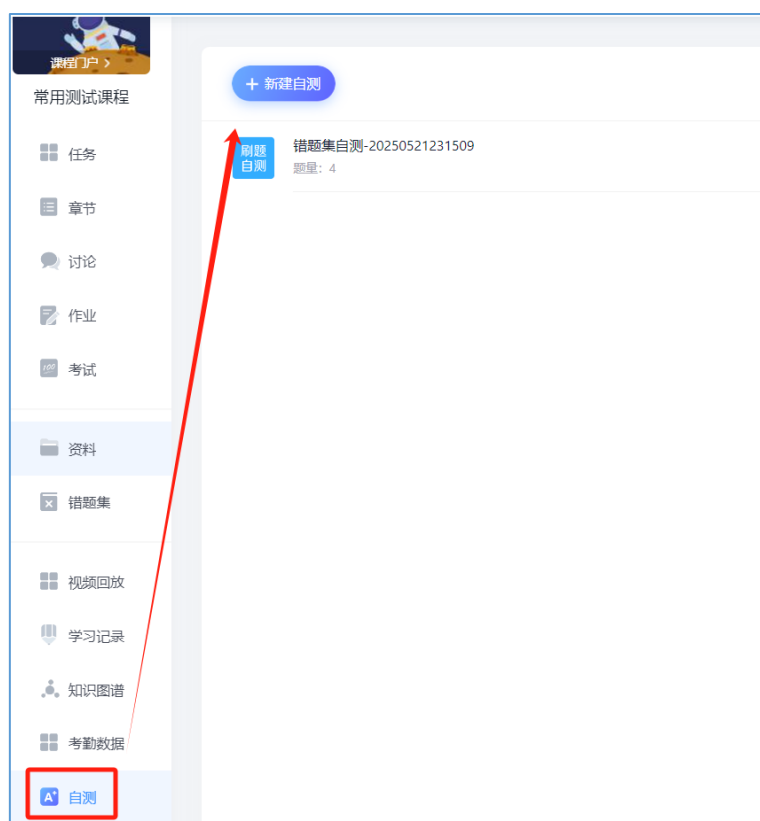 课程门户 >
常用测试课程
任务
章节
讨论
作业
100
考试
资料
错题集
视频回放
学习记录
知识图谱
考勤数据
A+
自测
+ 新建自测
刷题
自测
错题集自测-20250521231509
题量: 4